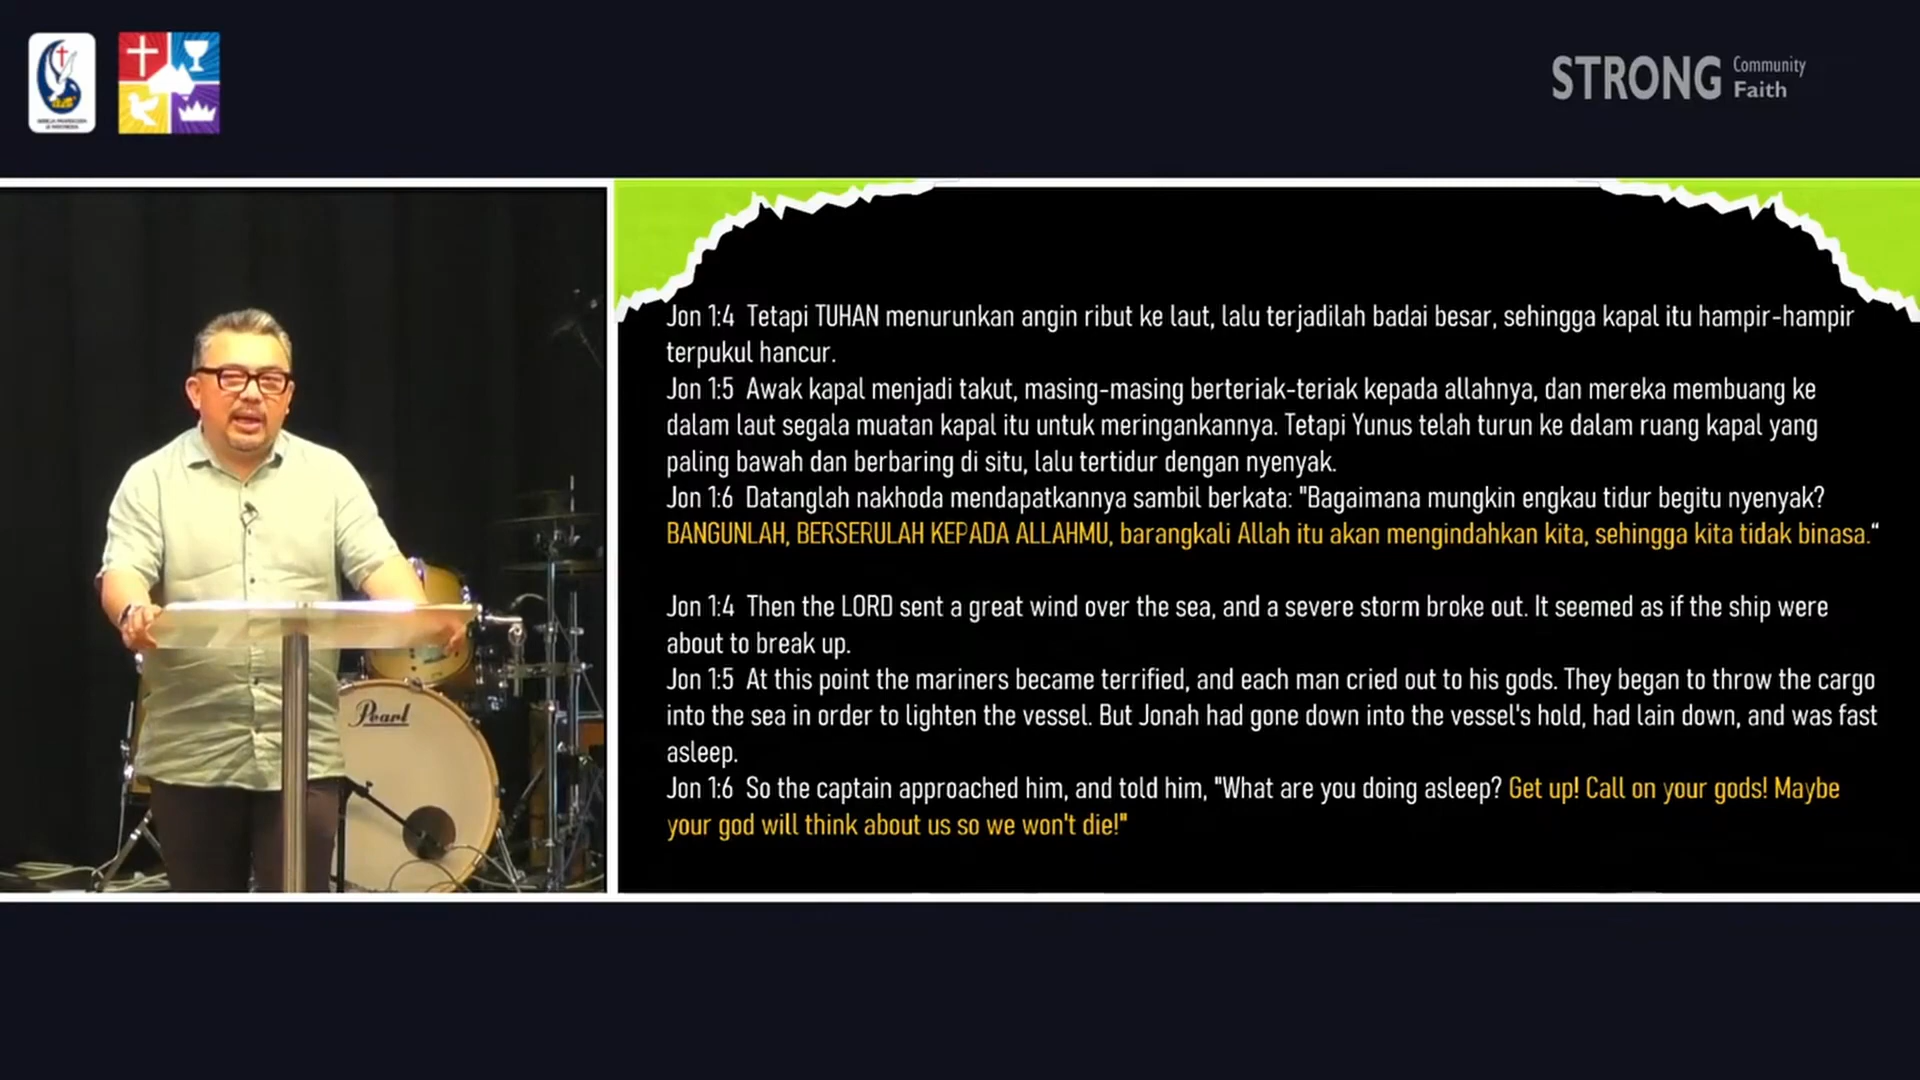 STRONG Community
Faith
Jon 1:4 Tetapi TUHAN menurunkan angin ribut ke laut, lalu terjadilah badai besar, sehingga kapal itu hampir-hampir
terpukul hancur.
Jon 1:5 Awak kapal menjadi takut, masing-masing berteriak-teriak kepada allahnya, dan mereka membuang ke
dalam laut segala muatan kapal itu untuk meringankannya. Tetapi Yunus telah turun ke dalam ruang kapal yang
paling bawah dan berbaring di situ, lalu tertidur dengan nyenyak.
Jon 1:6 Datanglah nakhoda mendapatkannya sambil berkata: "Bagaimana mungkin engkau tidur begitu nyenyak?
BANGUNLAH, BERSERULAH KEPADA ALLAHMU, barangkali Allah itu akan mengindahkan kita, sehingga kita tidak binasa.“
Jon 1:4 Then the LORD sent a great wind over the sea, and a severe storm broke out. It seemed as if the ship were
about to break up.
Jon 1:5 At this point the mariners became terrified, and each man cried out to his gods. They began to throw the cargo
into the sea in order to lighten the vessel. But Jonah had gone down into the vessel's hold, had lain down, and was fast
asleep.
Jon 1:6 So the captain approached him, and told him, "What are you doing asleep? Get up! Call on your gods! Maybe
your god will think about us so we won't die!"
Pearl